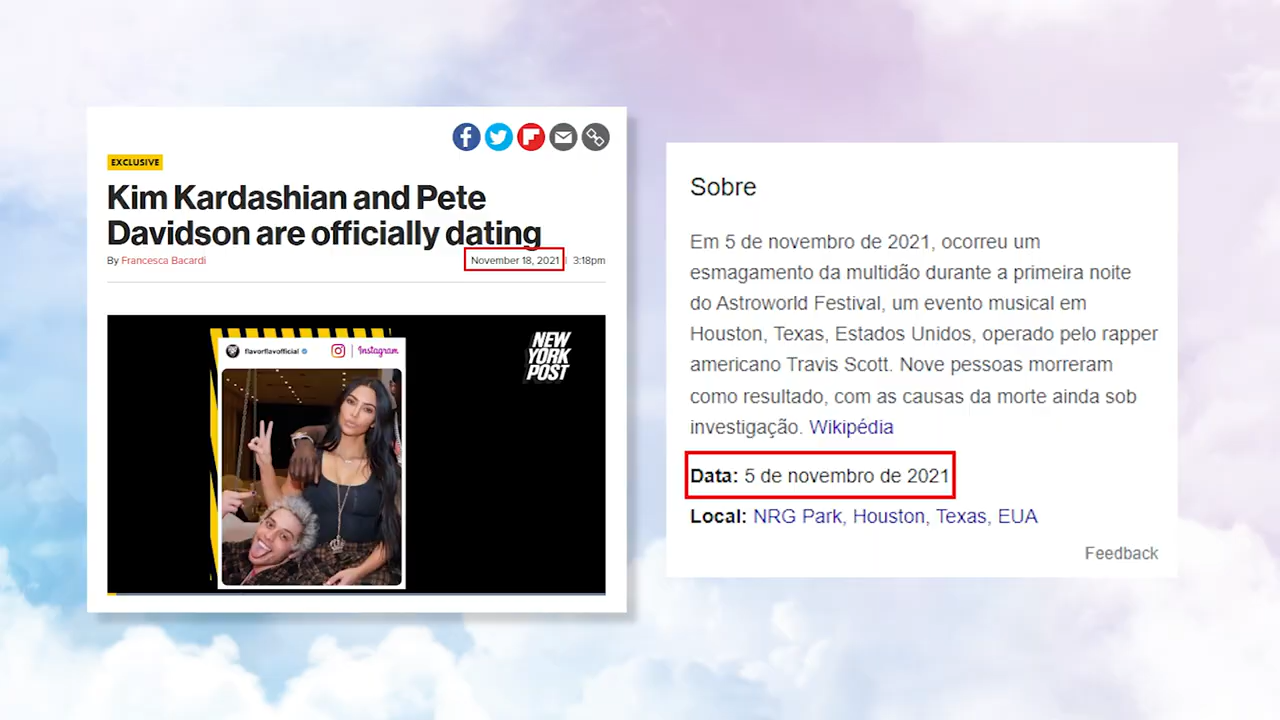 EXCLUSIVE
Kim Kardashian and Pete
Davidson are officially dating
By Francesca Bacardi
November 18, 2021 | 3:18pm
flavorflavofficial
Instagram
NEW
YORK
POST
Sobre
Em 5 de novembro de 2021, ocorreu um
esmagamento da multidão durante a primeira noite
do Astroworld Festival, um evento musical em
Houston, Texas, Estados Unidos, operado pelo rapper
americano Travis Scott. Nove pessoas morreram
como resultado, com as causas da morte ainda sob
investigação. Wikipédia
Data: 5 de novembro de 2021
Local: NRG Park, Houston, Texas, EUA
Feedback